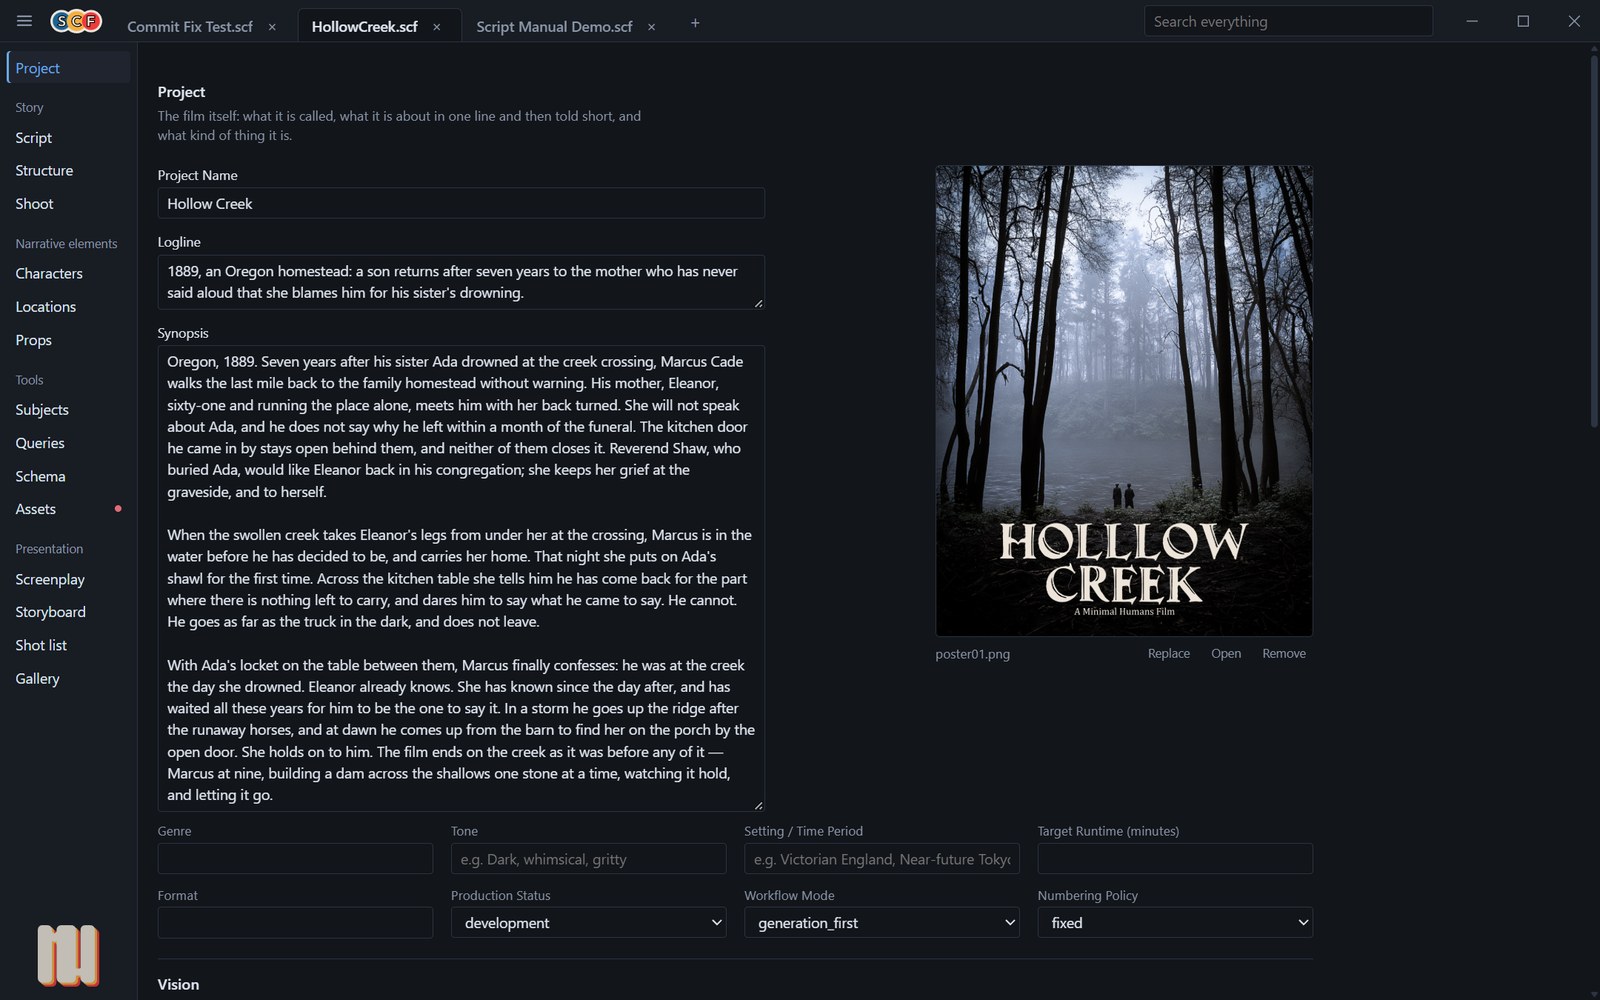 SCF
Commit Fix Test.scf ×
HollowCreek.scf ×
Script Manual Demo.scf ×
+
Search everything
Project
Story
Script
Structure
Shoot
Narrative elements
Characters
Locations
Props
Tools
Subjects
Queries
Schema
Assets
Presentation
Screenplay
Storyboard
Shot list
Gallery
Project
The film itself: what it is called, what it is about in one line and then told short, and
what kind of thing it is.
Project Name
Hollow Creek
Logline
1889, an Oregon homestead: a son returns after seven years to the mother who has never
said aloud that she blames him for his sister's drowning.
Synopsis
Oregon, 1889. Seven years after his sister Ada drowned at the creek crossing, Marcus Cade
walks the last mile back to the family homestead without warning. His mother, Eleanor,
sixty-one and running the place alone, meets him with her back turned. She will not speak
about Ada, and he does not say why he left within a month of the funeral. The kitchen door
he came in by stays open behind them, and neither of them closes it. Reverend Shaw, who
buried Ada, would like Eleanor back in his congregation; she keeps her grief at the
graveside, and to herself.
When the swollen creek takes Eleanor's legs from under her at the crossing, Marcus is in the
water before he has decided to be, and carries her home. That night she puts on Ada's
shawl for the first time. Across the kitchen table she tells him he has come back for the part
where there is nothing left to carry, and dares him to say what he came to say. He cannot.
He goes as far as the truck in the dark, and does not leave.
With Ada's locket on the table between them, Marcus finally confesses: he was at the creek
the day she drowned. Eleanor already knows. She has known since the day after, and has
waited all these years for him to be the one to say it. In a storm he goes up the ridge after
the runaway horses, and at dawn he comes up from the barn to find her on the porch by the
open door. She holds on to him. The film ends on the creek as it was before any of it —
Marcus at nine, building a dam across the shallows one stone at a time, watching it hold,
and letting it go.
HOLLLOW
CREEK
A Minimal Humans Film
poster01.png
Replace
Open
Remove
Genre
Tone
e.g. Dark, whimsical, gritty
Setting / Time Period
e.g. Victorian England, Near-future Tokyo
Target Runtime (minutes)
Format
Production Status
development
Workflow Mode
generation_first
Numbering Policy
fixed
Vision